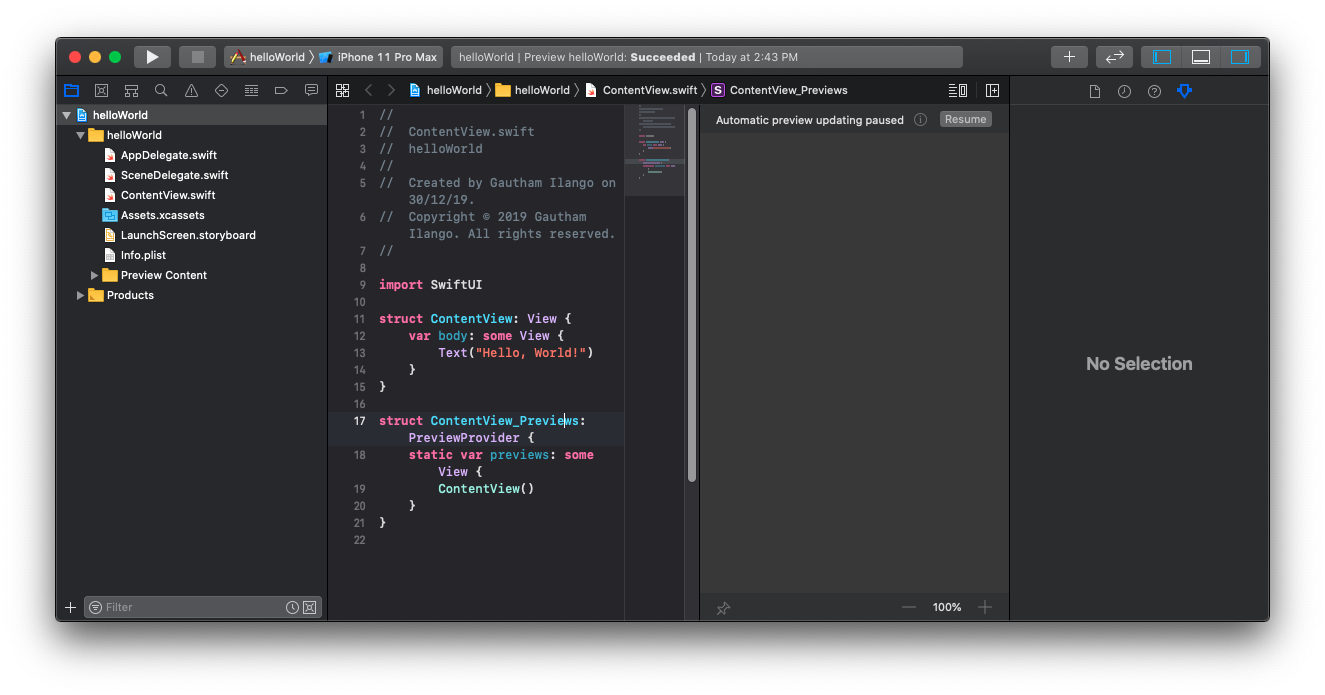 helloWorld 〉 iPhone 11 Pro Max
helloWorld | Preview helloWorld: Succeeded | Today at 2:43 PM
helloWorld 〉 helloWorld 〉 ContentView.swift 〉 S ContentView_Previews
helloWorld
helloWorld
AppDelegate.swift
SceneDelegate.swift
ContentView.swift
Assets.xcassets
LaunchScreen.storyboard
Info.plist
Preview Content
Products
Filter
1 //
2 //  ContentView.swift
3 //  helloWorld
4 //
5 //  Created by Gautham Ilango on
30/12/19.
6 //  Copyright © 2019 Gautham
Ilango. All rights reserved.
7 //
8
9 import SwiftUI
10
11 struct ContentView: View {
12     var body: some View {
13         Text("Hello, World!")
14     }
15 }
16
17 struct ContentView_Previews:
PreviewProvider {
18     static var previews: some
View {
19         ContentView()
20     }
21 }
22
Automatic preview updating paused
Resume
100%
No Selection